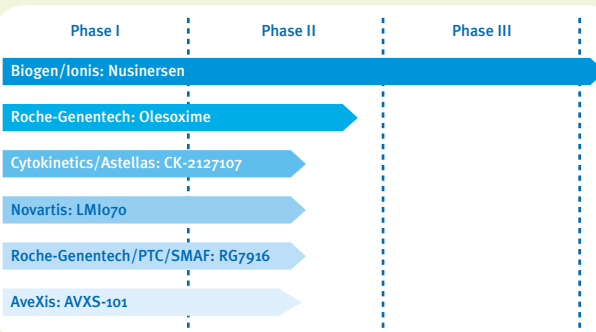 Phase I Phase II Phase III
Biogen/Ionis: Nusinersen
Roche-Genentech: Olesoxime
Cytokinetics/Astellas: CK-2127107
Novartis: LMI070
Roche-Genentech/PTC/SMAF: RG7916
AveXis: AVXS-101